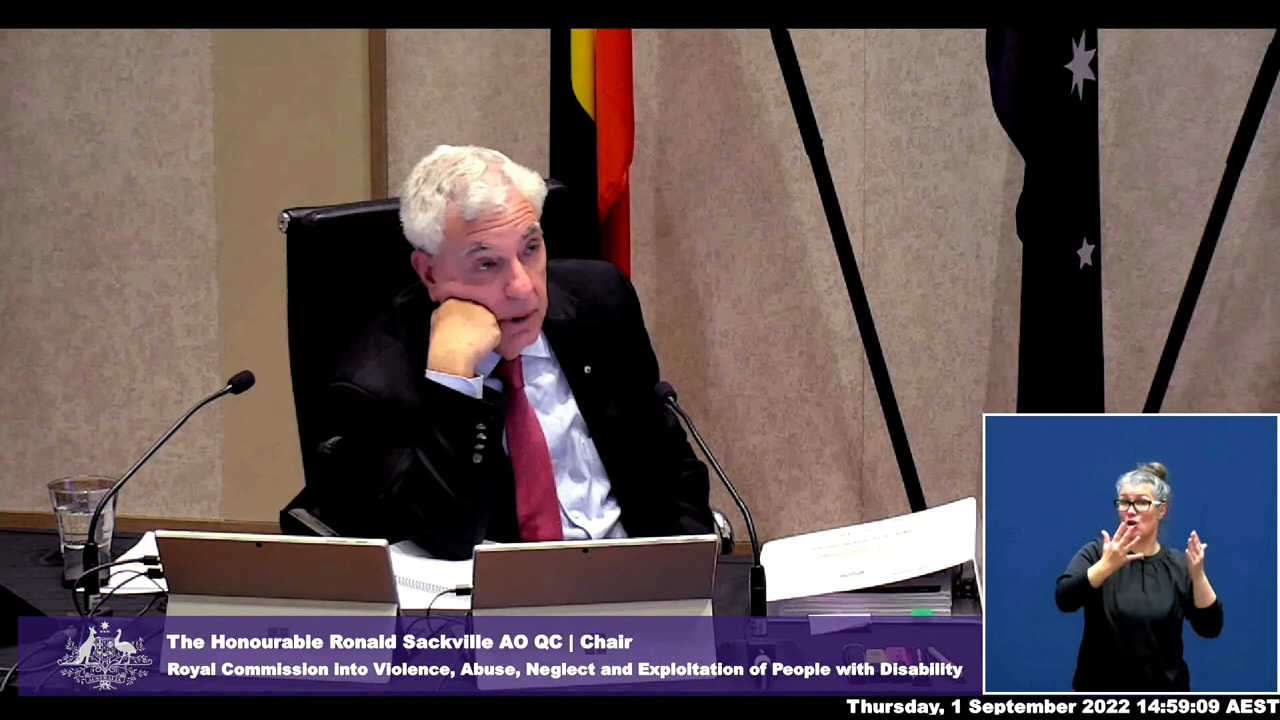 The Honourable Ronald Sackville AO QC | Chair
Royal Commission into Violence, Abuse, Neglect and Exploitation of People with Disability
Thursday, 1 September 2022 14:59:09 AEST